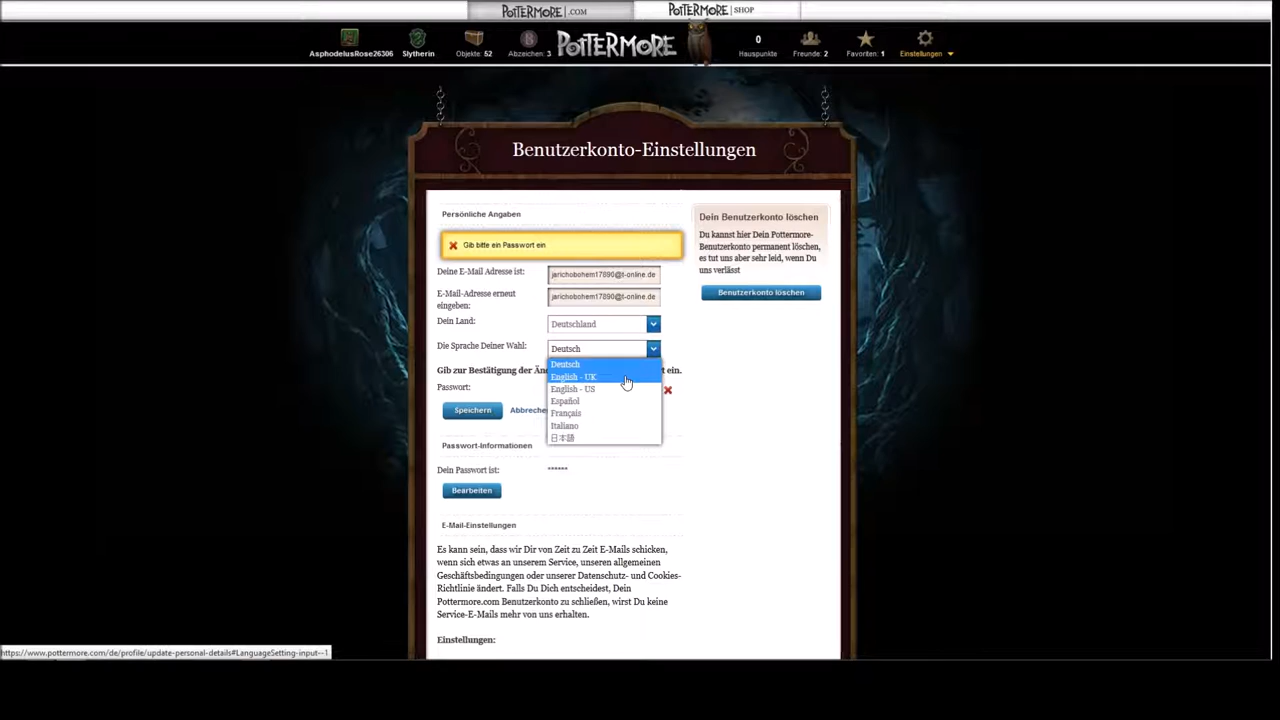 POTTERMORE .COM
POTTERMORE SHOP
AsphodelusRose26306
Slytherin
Objekte: 52
Abzeichen: 3
POTTERMORE
0
Hauspunkte
Freunde: 2
Favoriten: 1
Einstellungen
Benutzerkonto-Einstellungen
Persönliche Angaben
Gib bitte ein Passwort ein
Deine E-Mail Adresse ist:
jarichobohem17890@t-online.de
E-Mail-Adresse erneut
eingeben:
jarichobohem17890@t-online.de
Dein Land:
Deutschland
Die Sprache Deiner Wahl:
Deutsch
Deutsch
English - UK
English - US
Español
Français
Italiano
日本語
Gib zur Bestätigung der Än
t ein.
Passwort:
Speichern
Abbreche
Passwort-Informationen
Dein Passwort ist:
******
Bearbeiten
E-Mail-Einstellungen
Es kann sein, dass wir Dir von Zeit zu Zeit E-Mails schicken,
wenn sich etwas an unserem Service, unseren allgemeinen
Geschäftsbedingungen oder unserer Datenschutz- und Cookies-
Richtlinie ändert. Falls Du Dich entscheidest, Dein
Pottermore.com Benutzerkonto zu schließen, wirst Du keine
Service-E-Mails mehr von uns erhalten.
Einstellungen:
Dein Benutzerkonto löschen
Du kannst hier Dein Pottermore-
Benutzerkonto permanent löschen,
es tut uns aber sehr leid, wenn Du
uns verlässt
Benutzerkonto löschen
https://www.pottermore.com/de/profile/update-personal-details#LanguageSetting-input--1